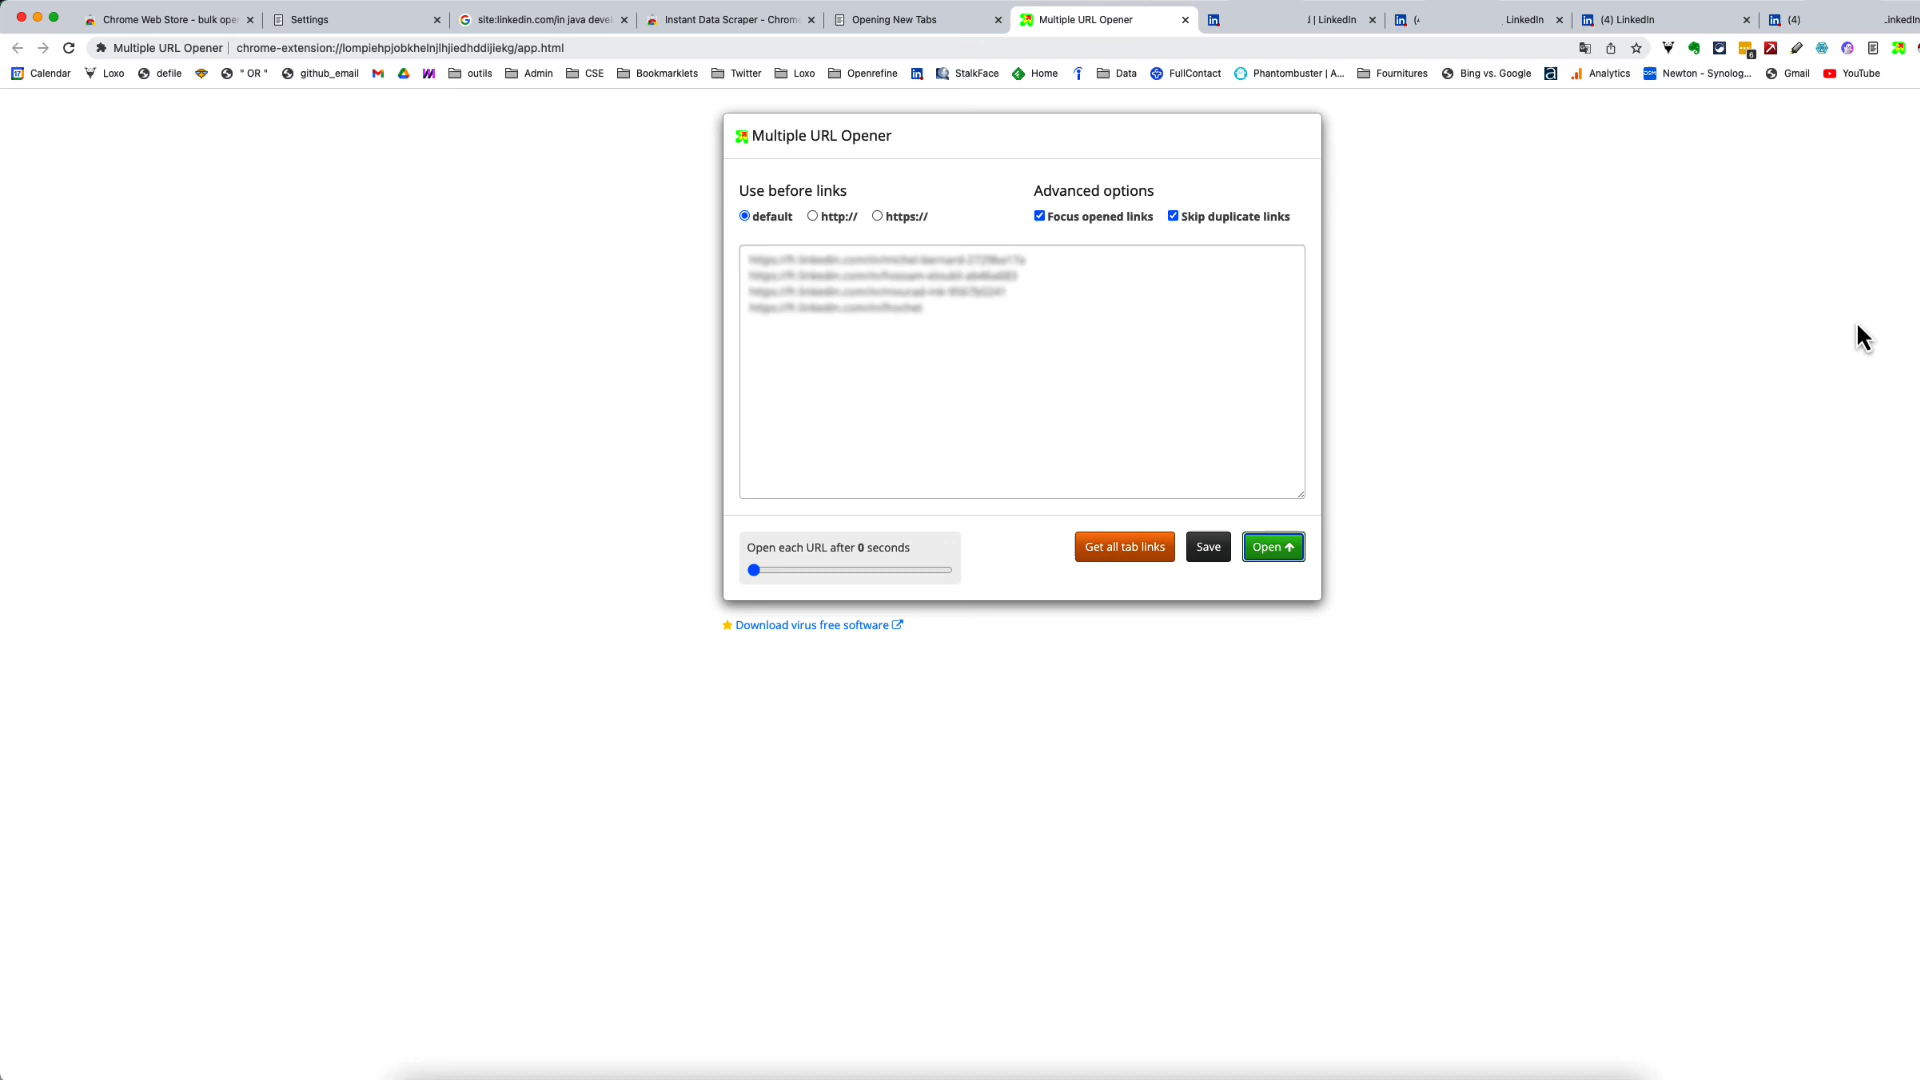 Chrome Web Store - bulk ope
Settings
site:linkedin.com/in java devel
Instant Data Scraper - Chrom
Opening New Tabs
Multiple URL Opener
| LinkedIn
LinkedIn
(4) LinkedIn
(4)
.inkedIn
Multiple URL Opener
chrome-extension://lompiehpjobkhelnjlhjiedhddijiekg/app.html
Calendar
Loxo
defile
" OR "
github_email
outils
Admin
CSE
Bookmarklets
Twitter
Loxo
Openrefine
StalkFace
Home
Data
FullContact
Phantombuster | A...
Fournitures
Bing vs. Google
Analytics
Newton - Synolog...
Gmail
YouTube
Multiple URL Opener
Use before links
Advanced options
default
http://
https://
Focus opened links
Skip duplicate links
Open each URL after 0 seconds
Get all tab links
Save
Open
Download virus free software